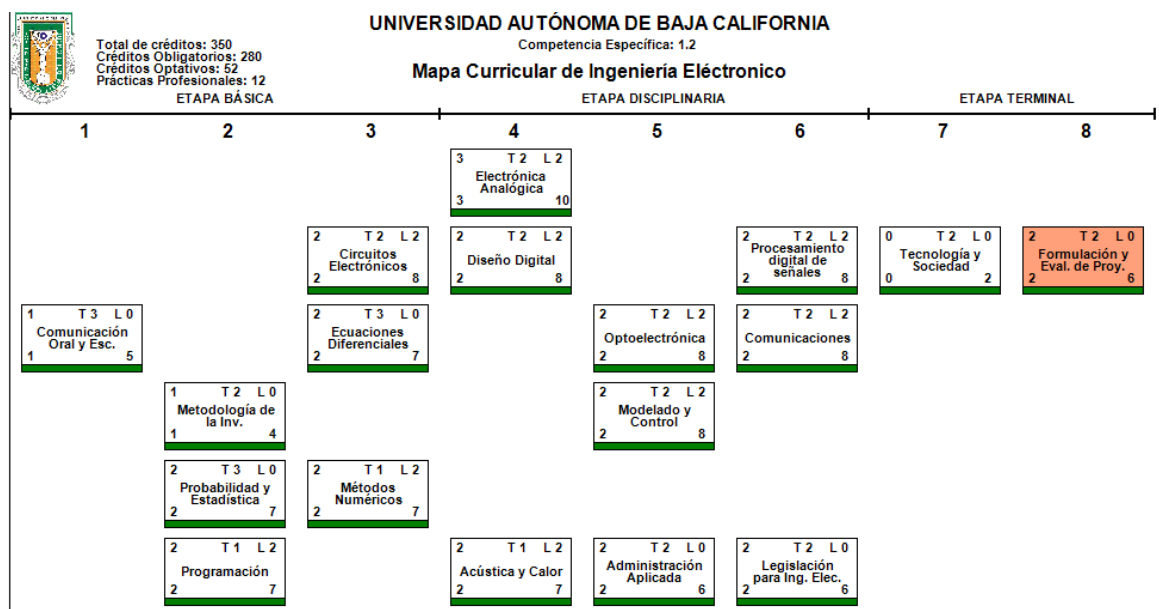 UNIVERSIDAD AUTÓNOMA DE BAJA CALIFORNIA
Competencia Específica: 1.2
Mapa Curricular de Ingeniería Eléctronico
Total de créditos: 350
Créditos Obligatorios: 280
Créditos Optativos: 52
Prácticas Profesionales: 12
ETAPA BÁSICA ETAPA DISCIPLINARIA ETAPA TERMINAL
1 2 3 4 5 6 7 8
3 T 2 L 2
Electrónica
Analógica
3 10
2 T 2 L 2
Circuitos
Electrónicos
2 8
2 T 2 L 2
Diseño Digital
2 8
2 T 2 L 2
Procesamiento
digital de
señales
2 8
0 T 2 L 0
Tecnología y
Sociedad
0 2
2 T 2 L 0
Formulación y
Eval. de Proy.
2 6
1 T 3 L 0
Comunicación
Oral y Esc.
1 5
2 T 3 L 0
Ecuaciones
Diferenciales
2 7
2 T 2 L 2
Optoelectrónica
2 8
2 T 2 L 2
Comunicaciones
2 8
1 T 2 L 0
Metodología de
la Inv.
1 4
2 T 2 L 2
Modelado y
Control
2 8
2 T 3 L 0
Probabilidad y
Estadística
2 7
2 T 1 L 2
Métodos
Numéricos
2 7
2 T 1 L 2
Programación
2 7
2 T 1 L 2
Acústica y Calor
2 7
2 T 2 L 0
Administración
Aplicada
2 6
2 T 2 L 0
Legislación
para Ing. Elec.
2 6